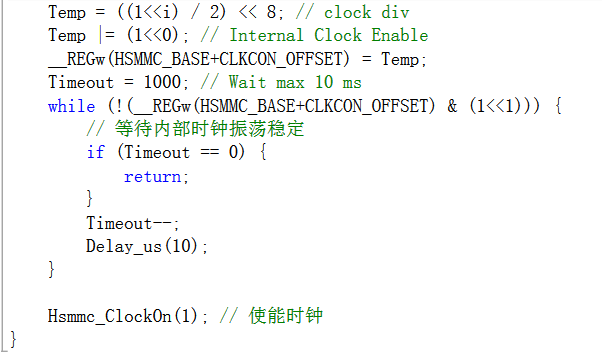 Temp = ((1<<i) / 2) << 8; // clock div
Temp |= (1<<0); // Internal Clock Enable
__REGw(HSMMC_BASE+CLKCON_OFFSET) = Temp;
Timeout = 1000; // Wait max 10 ms
while (!(__REGw(HSMMC_BASE+CLKCON_OFFSET) & (1<<1))) {
// 等待内部时钟振荡稳定
if (Timeout == 0) {
return;
}
Timeout--;
Delay_us(10);
}
Hsmmc_ClockOn(1); // 使能时钟
}